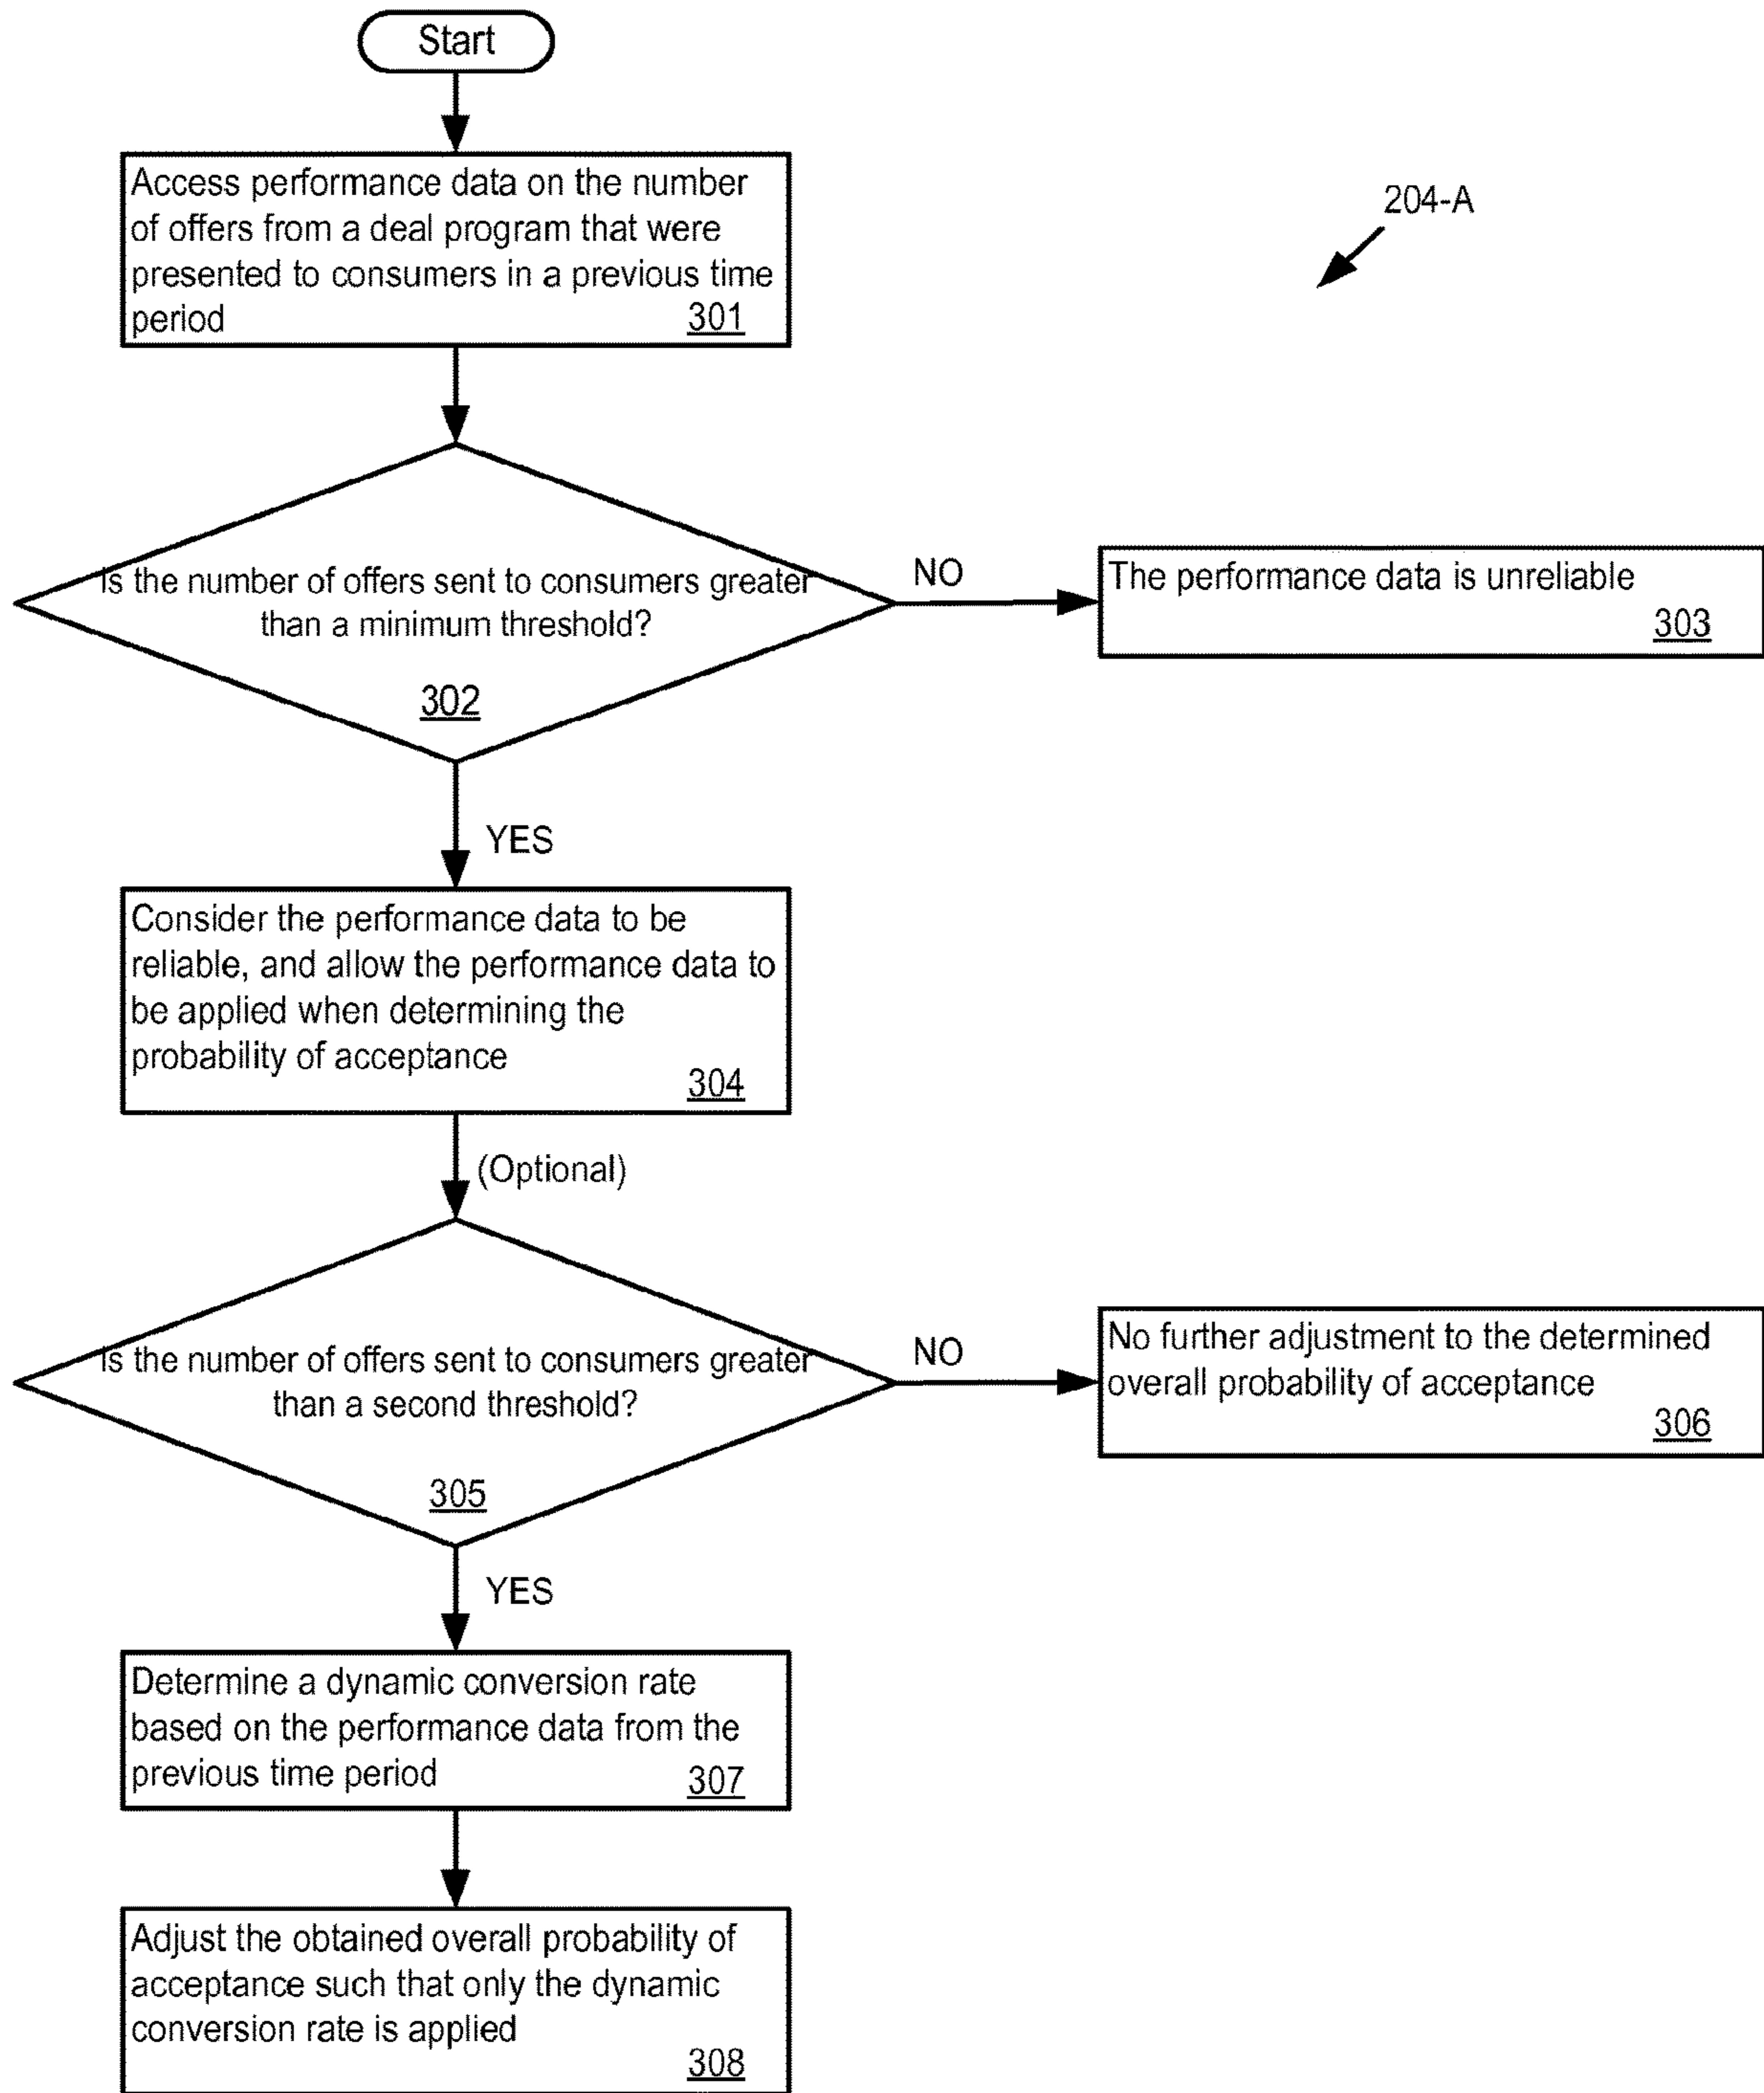 Start
204-A
Access performance data on the number
of offers from a deal program that were
presented to consumers in a previous time
period
301
Is the number of offers sent to consumers greater
than a minimum threshold?
302
NO
The performance data is unreliable
303
YES
Consider the performance data to be
reliable, and allow the performance data to
be applied when determining the
probability of acceptance
304
(Optional)
Is the number of offers sent to consumers greater
than a second threshold?
305
NO
No further adjustment to the determined
overall probability of acceptance
306
YES
Determine a dynamic conversion rate
based on the performance data from the
previous time period
307
Adjust the obtained overall probability of
acceptance such that only the dynamic
conversion rate is applied
308